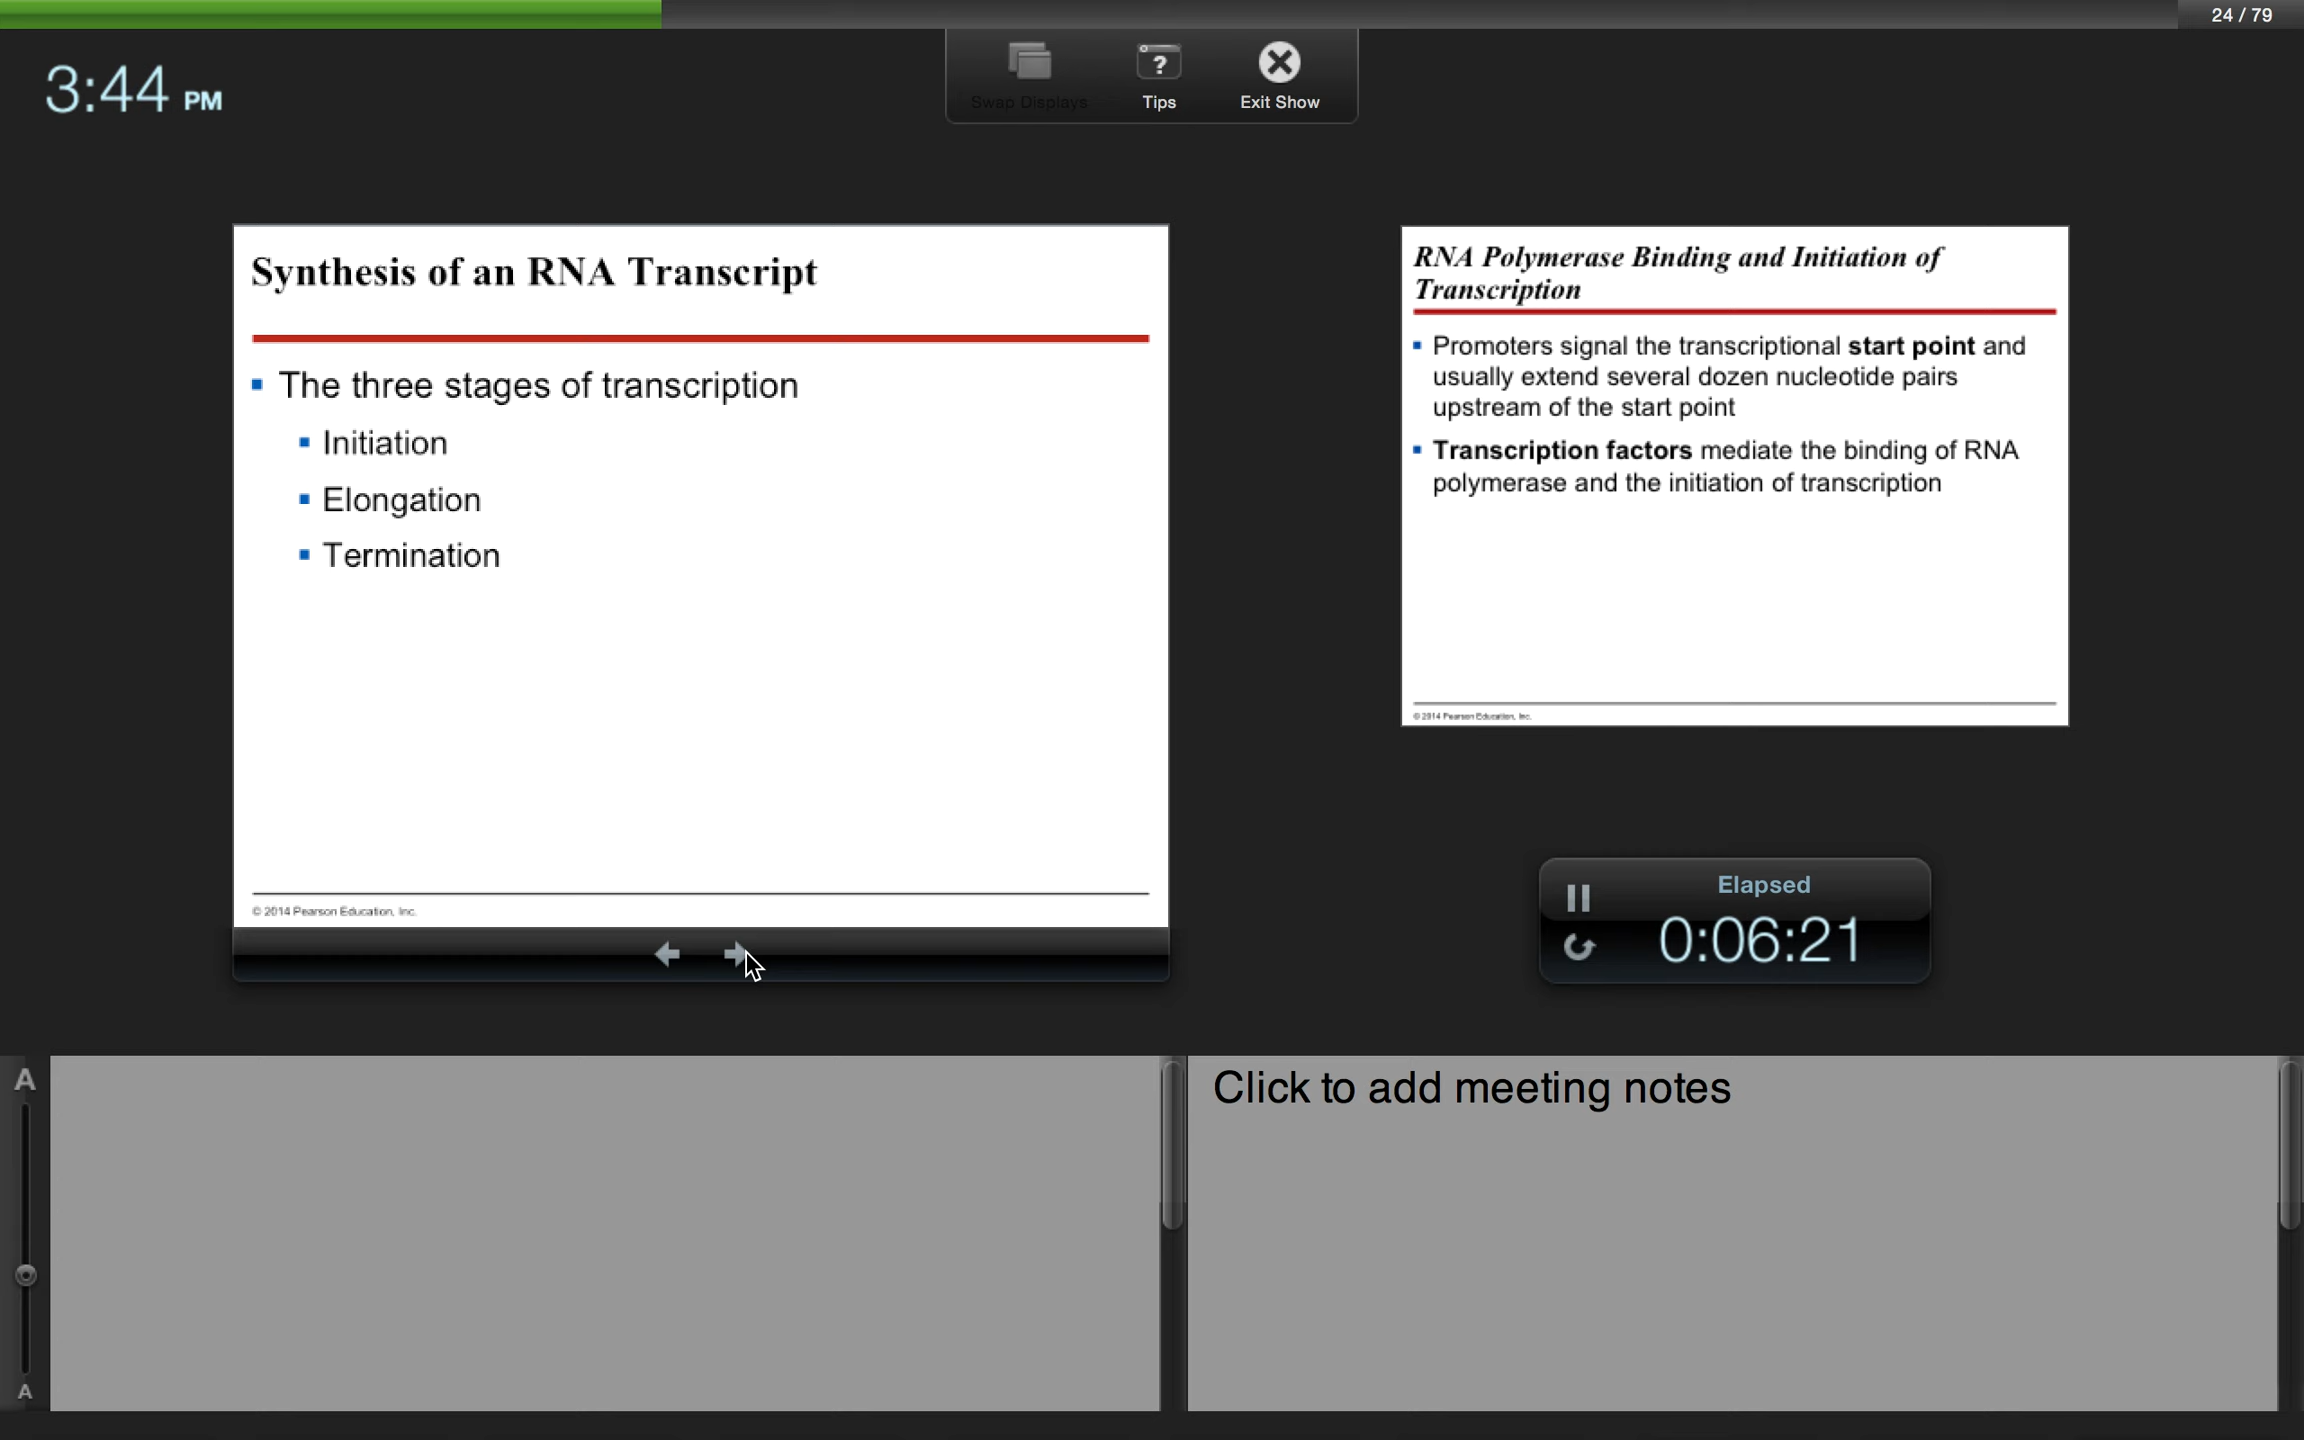 24 / 79
3:44 PM
Swap Displays
Tips
Exit Show
Synthesis of an RNA Transcript
The three stages of transcription
Initiation
Elongation
Termination
© 2014 Pearson Education, Inc.
RNA Polymerase Binding and Initiation of
Transcription
Promoters signal the transcriptional start point and
usually extend several dozen nucleotide pairs
upstream of the start point
Transcription factors mediate the binding of RNA
polymerase and the initiation of transcription
© 2014 Pearson Education, Inc.
Elapsed
0:06:21
A
A
Click to add meeting notes